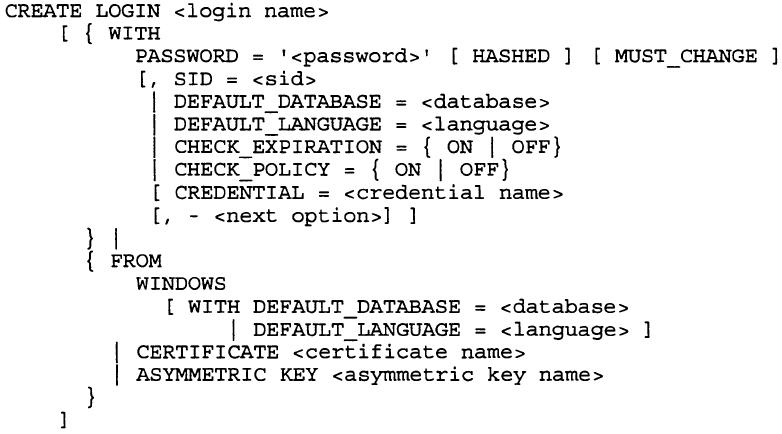 CREATE LOGIN <login name>
[ { WITH
PASSWORD = '<password>' [ HASHED ] [ MUST_CHANGE ]
[, SID = <sid>
| DEFAULT_DATABASE = <database>
| DEFAULT_LANGUAGE = <language>
| CHECK_EXPIRATION = { ON | OFF}
| CHECK_POLICY = { ON | OFF}
[ CREDENTIAL = <credential name>
[, - <next option>] ]
} |
{ FROM
WINDOWS
[ WITH DEFAULT_DATABASE = <database>
| DEFAULT_LANGUAGE = <language> ]
| CERTIFICATE <certificate name>
| ASYMMETRIC KEY <asymmetric key name>
}
]